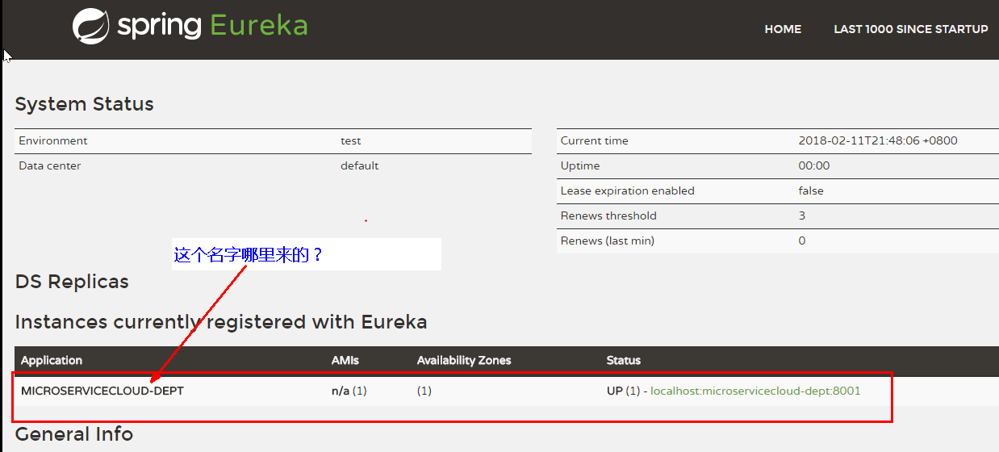 spring Eureka
HOME LAST 1000 SINCE STARTUP
System Status
Environment test
Data center default
Current time 2018-02-11T21:48:06 +0800
Uptime 00:00
Lease expiration enabled false
Renews threshold 3
Renews (last min) 0
这个名字哪里来的？
DS Replicas
Instances currently registered with Eureka
Application AMIs Availability Zones Status
MICROSERVICECLOUD-DEPT n/a (1) (1) UP (1) - localhost:microservicecloud-dept:8001
General Info